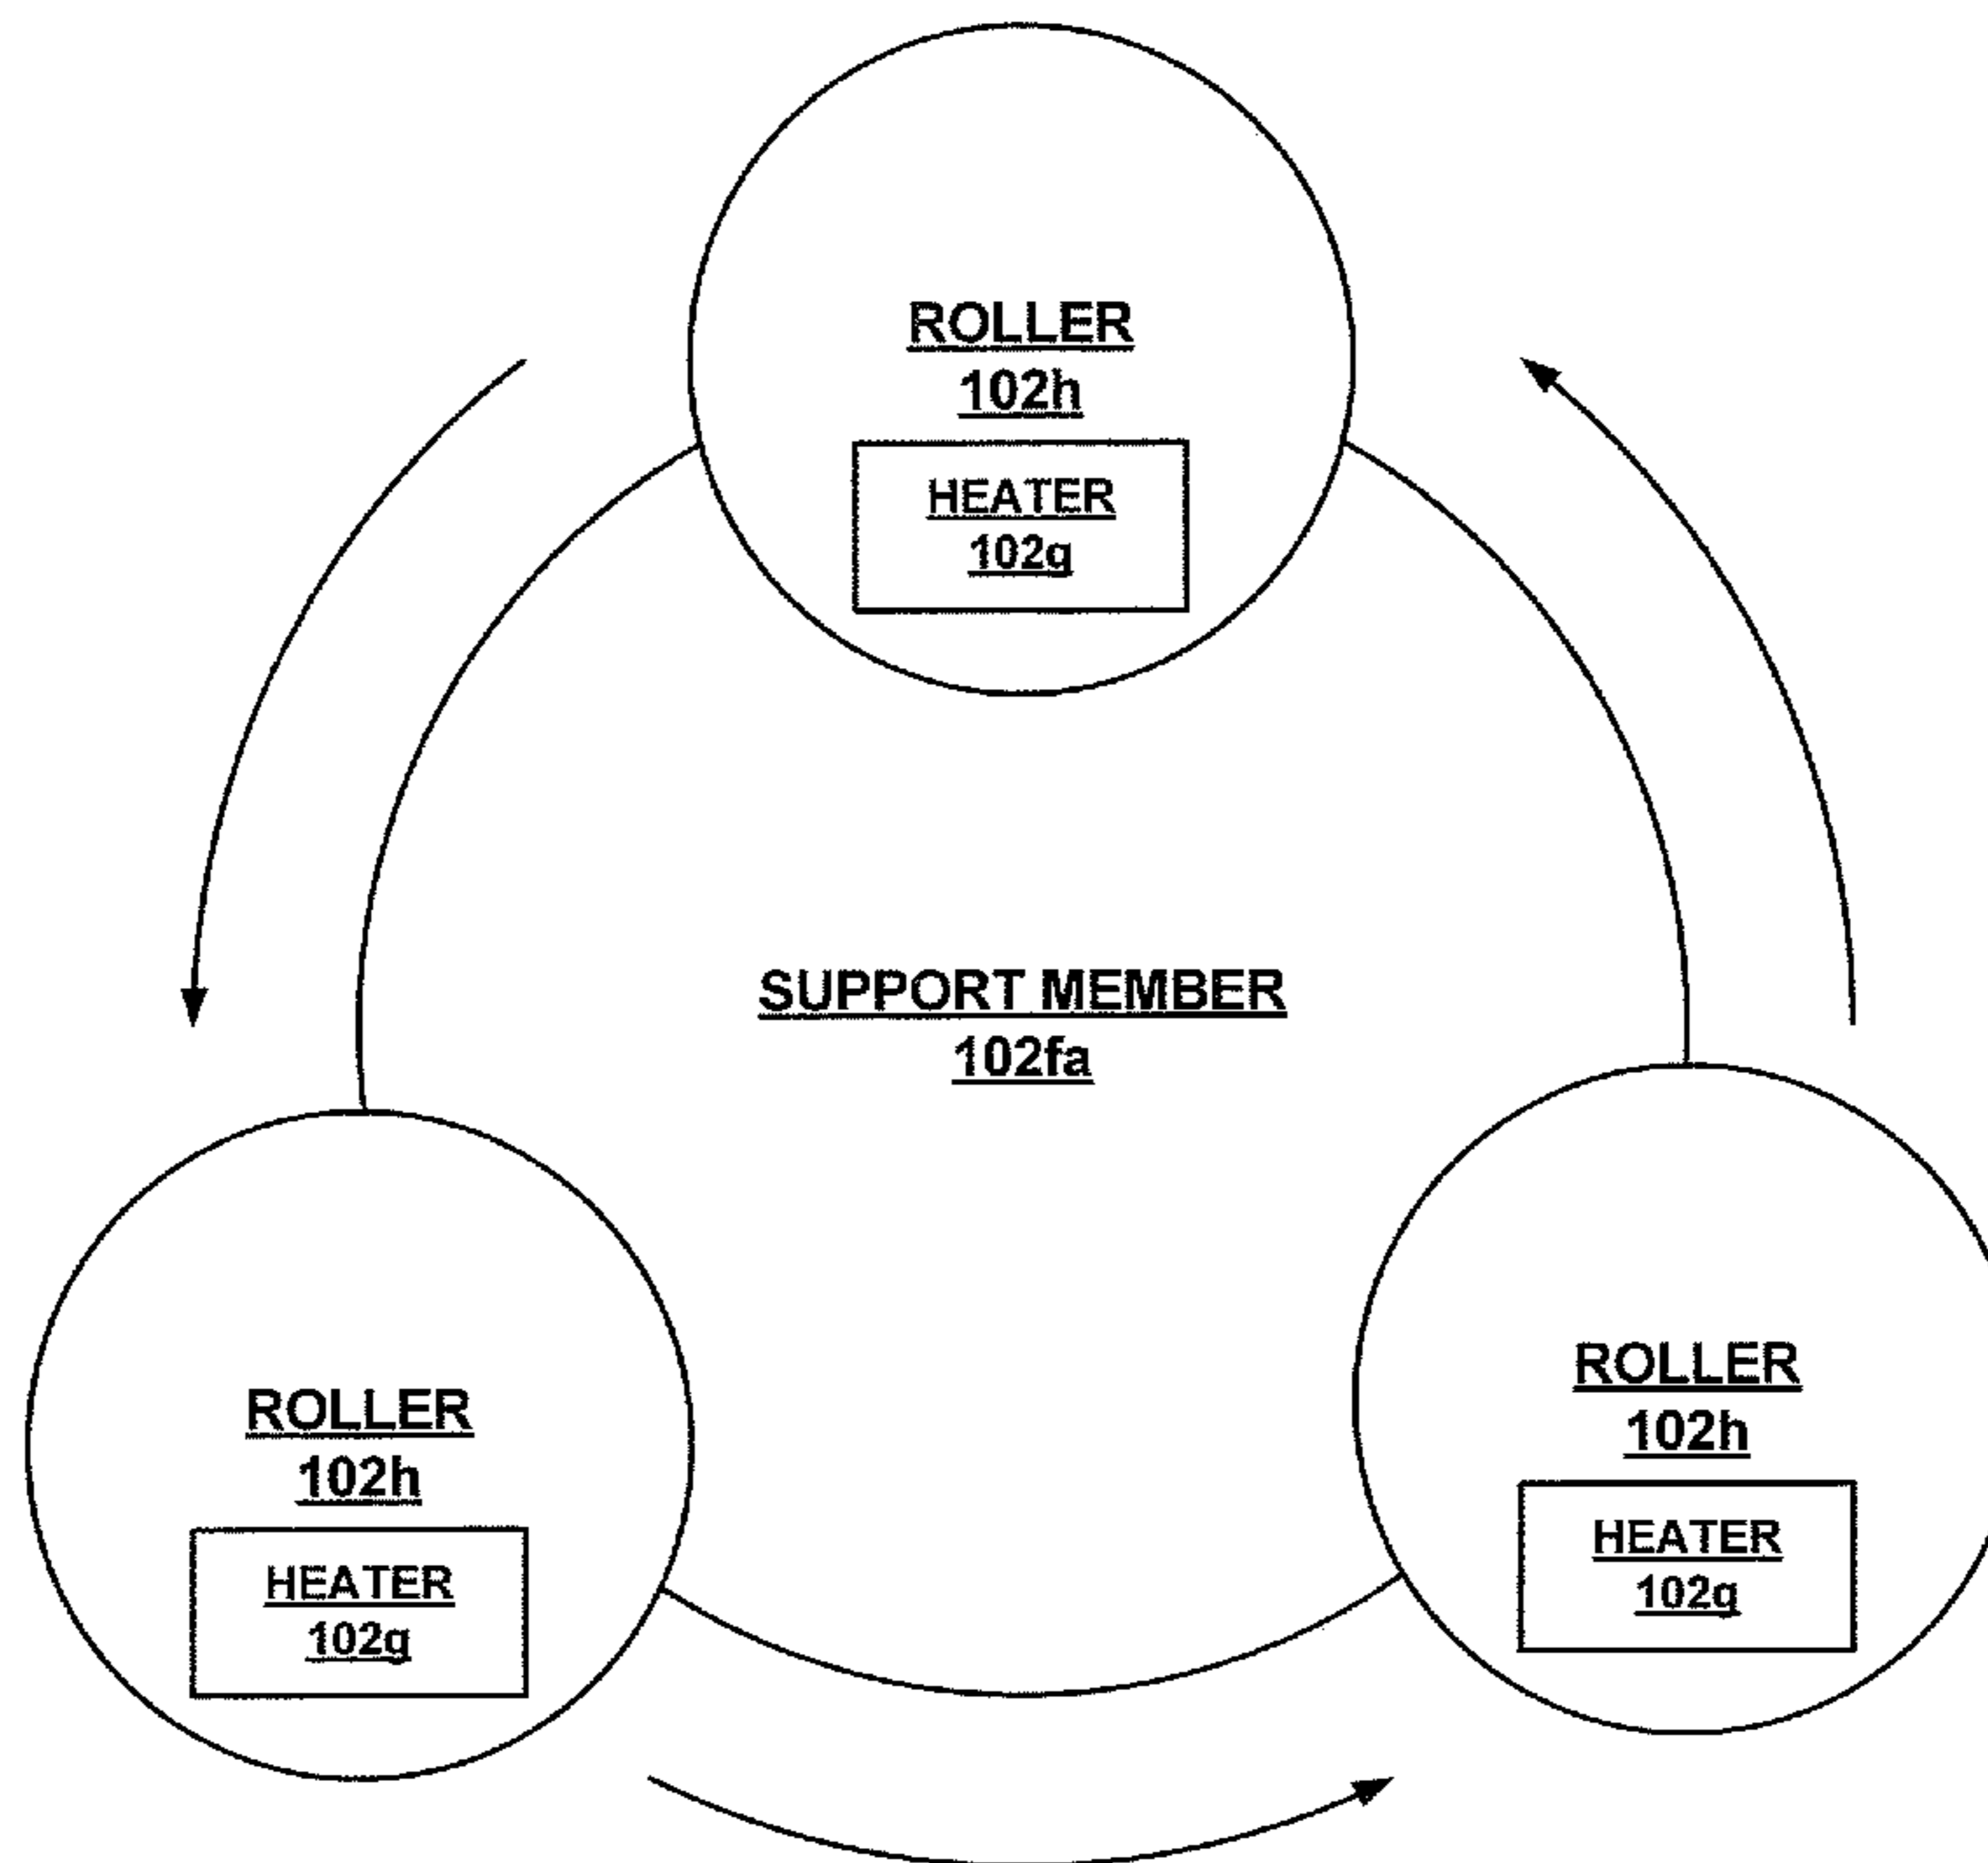 ROLLER
102h
HEATER
102g
SUPPORT MEMBER
102fa
ROLLER
102h
HEATER
102g
ROLLER
102h
HEATER
102g